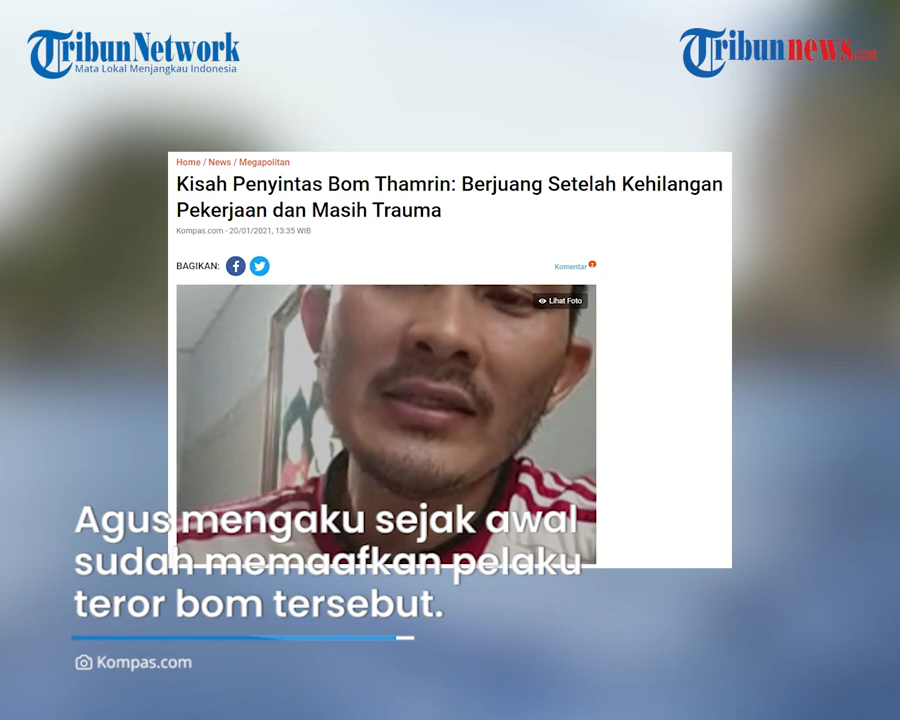 TribunNetwork
Mata Lokal Menjangkau Indonesia
Tribunnews.com
Home / News / Megapolitan
Kisah Penyintas Bom Thamrin: Berjuang Setelah Kehilangan
Pekerjaan dan Masih Trauma
Kompas.com - 20/01/2021, 13:35 WIB
BAGIKAN:
Komentar
Lihat Foto
Agus mengaku sejak awal
sudah memaafkan pelaku
teror bom tersebut.
Kompas.com